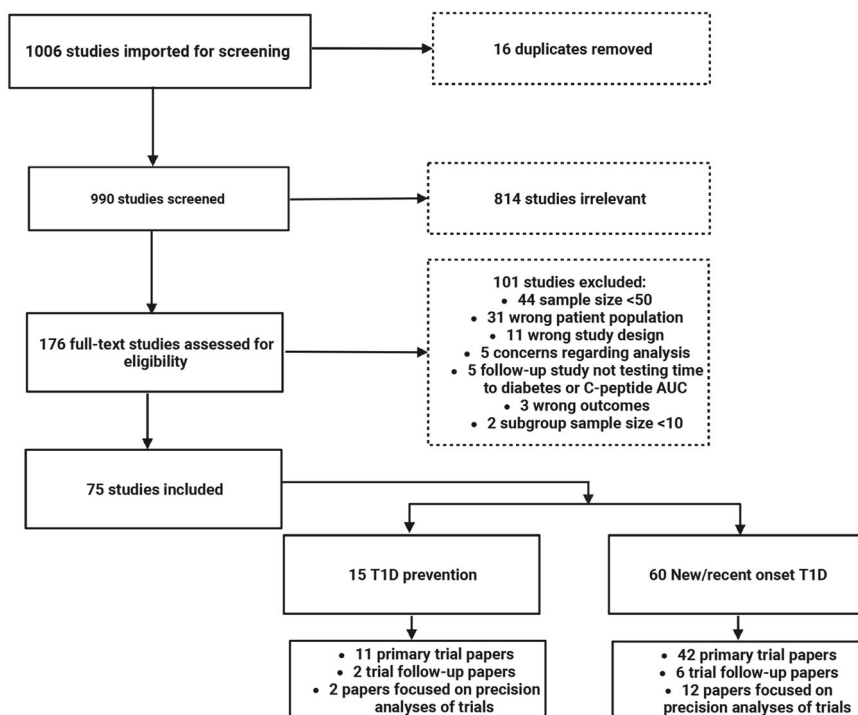 1006 studies imported for screening
16 duplicates removed
990 studies screened
814 studies irrelevant
176 full-text studies assessed for
eligibility
101 studies excluded:
• 44 sample size <50
• 31 wrong patient population
• 11 wrong study design
• 5 concerns regarding analysis
• 5 follow-up study not testing time
to diabetes or C-peptide AUC
• 3 wrong outcomes
• 2 subgroup sample size <10
75 studies included
15 T1D prevention
60 New/recent onset T1D
• 11 primary trial papers
• 2 trial follow-up papers
• 2 papers focused on precision
analyses of trials
• 42 primary trial papers
• 6 trial follow-up papers
• 12 papers focused on
precision analyses of trials